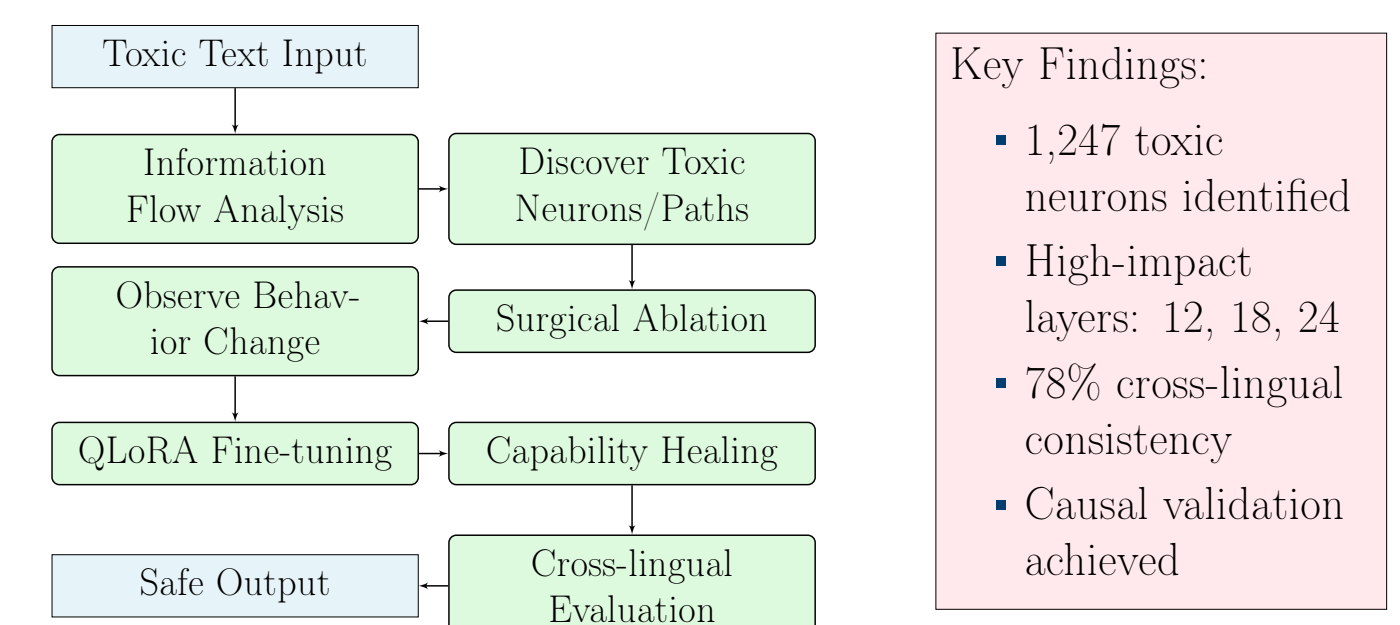 Toxic Text Input
Information
Flow Analysis
Discover Toxic
Neurons/Paths
Surgical Ablation
Observe Behav-
ior Change
QLoRA Fine-tuning
Capability Healing
Cross-lingual
Evaluation
Safe Output
Key Findings:
▪ 1,247 toxic
neurons identified
▪ High-impact
layers: 12, 18, 24
▪ 78% cross-lingual
consistency
▪ Causal validation
achieved